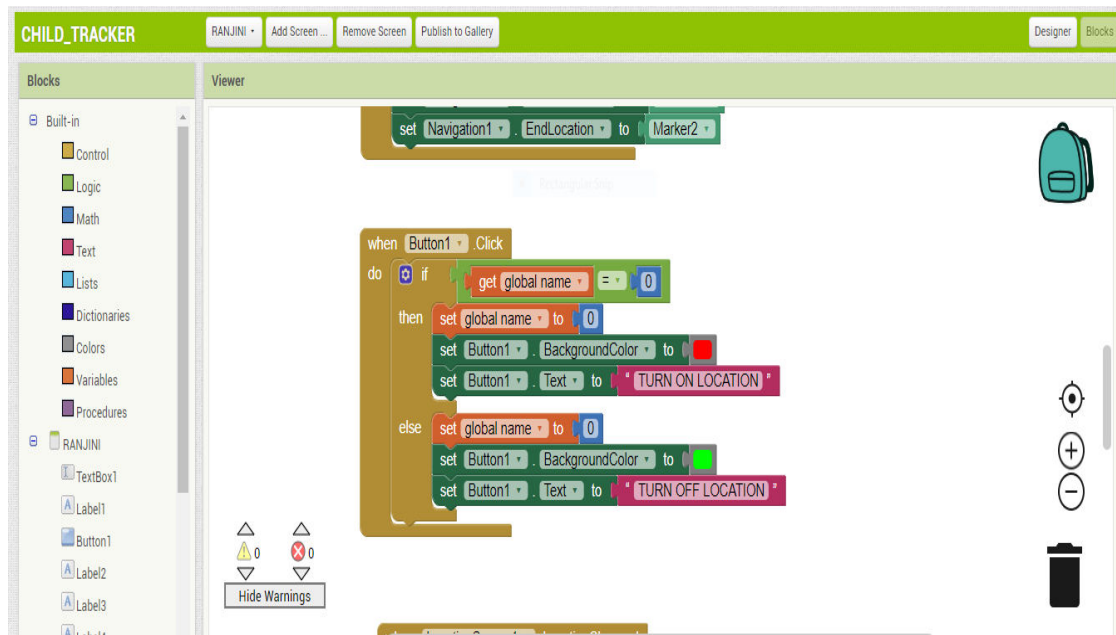 CHILD_TRACKER RANJINI Add Screen ... Remove Screen Publish to Gallery Designer Blocks
Blocks Viewer
Built-in
Control
Logic
Math
Text
Lists
Dictionaries
Colors
Variables
Procedures
RANJINI
TextBox1
Label1
Button1
Label2
Label3
set Navigation1 . EndLocation to Marker2
when Button1 .Click
do if get global name = 0
then set global name to 0
set Button1 . BackgroundColor to
set Button1 . Text to " TURN ON LOCATION "
else set global name to 0
set Button1 . BackgroundColor to
set Button1 . Text to " TURN OFF LOCATION "
0 0
Hide Warnings